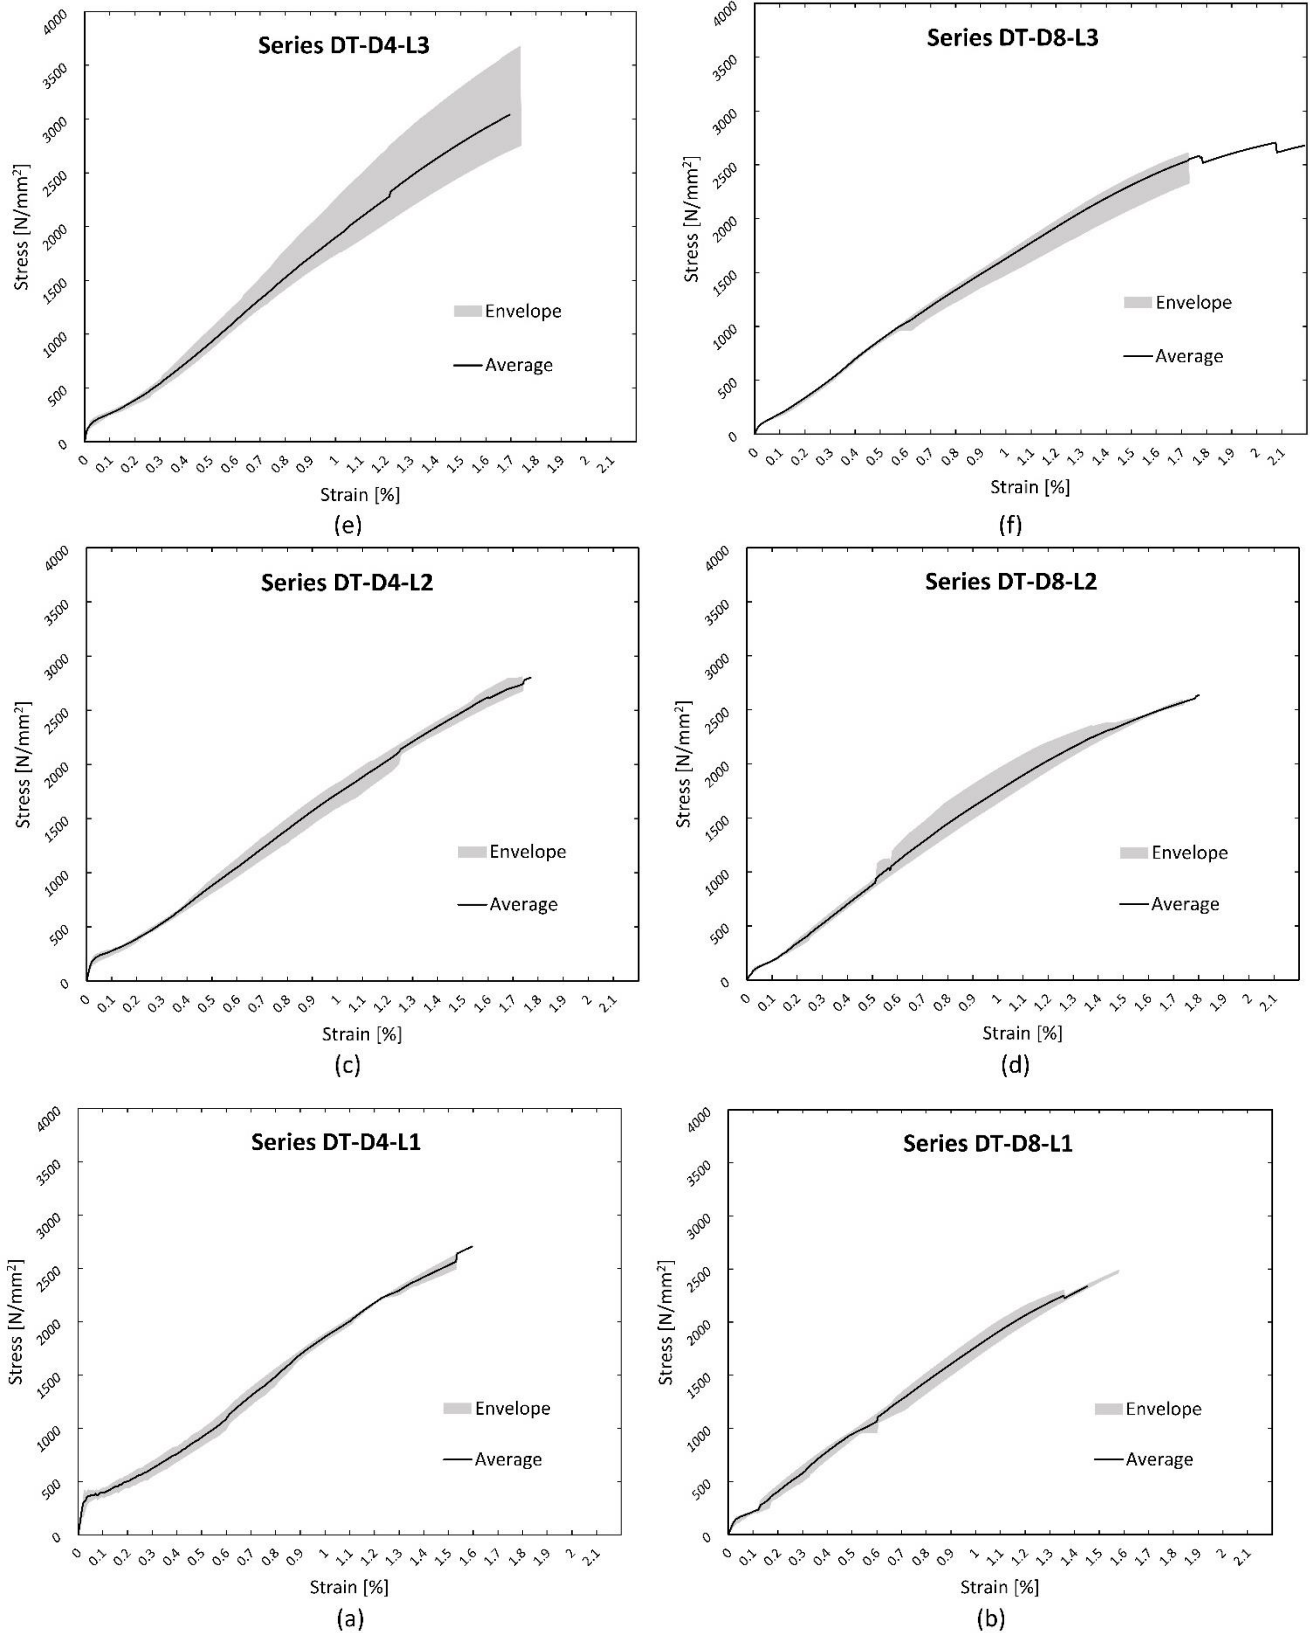 Series DT-D4-L3
Stress [N/mm²]
4000
3500
3000
2500
2000
1500
1000
500
0
Envelope
Average
0 0.1 0.2 0.3 0.4 0.5 0.6 0.7 0.8 0.9 1 1.1 1.2 1.3 1.4 1.5 1.6 1.7 1.8 1.9 2 2.1
Strain [%]
(e)
Series DT-D8-L3
Stress [N/mm²]
4000
3500
3000
2500
2000
1500
1000
500
0
Envelope
Average
0 0.1 0.2 0.3 0.4 0.5 0.6 0.7 0.8 0.9 1 1.1 1.2 1.3 1.4 1.5 1.6 1.7 1.8 1.9 2 2.1
Strain [%]
(f)
Series DT-D4-L2
Stress [N/mm²]
4000
3500
3000
2500
2000
1500
1000
500
0
Envelope
Average
0 0.1 0.2 0.3 0.4 0.5 0.6 0.7 0.8 0.9 1 1.1 1.2 1.3 1.4 1.5 1.6 1.7 1.8 1.9 2 2.1
Strain [%]
(c)
Series DT-D8-L2
Stress [N/mm²]
4000
3500
3000
2500
2000
1500
1000
500
0
Envelope
Average
0 0.1 0.2 0.3 0.4 0.5 0.6 0.7 0.8 0.9 1 1.1 1.2 1.3 1.4 1.5 1.6 1.7 1.8 1.9 2 2.1
Strain [%]
(d)
Series DT-D4-L1
Stress [N/mm²]
4000
3500
3000
2500
2000
1500
1000
500
0
Envelope
Average
0 0.1 0.2 0.3 0.4 0.5 0.6 0.7 0.8 0.9 1 1.1 1.2 1.3 1.4 1.5 1.6 1.7 1.8 1.9 2 2.1
Strain [%]
(a)
Series DT-D8-L1
Stress [N/mm²]
4000
3500
3000
2500
2000
1500
1000
500
0
Envelope
Average
0 0.1 0.2 0.3 0.4 0.5 0.6 0.7 0.8 0.9 1 1.1 1.2 1.3 1.4 1.5 1.6 1.7 1.8 1.9 2 2.1
Strain [%]
(b)